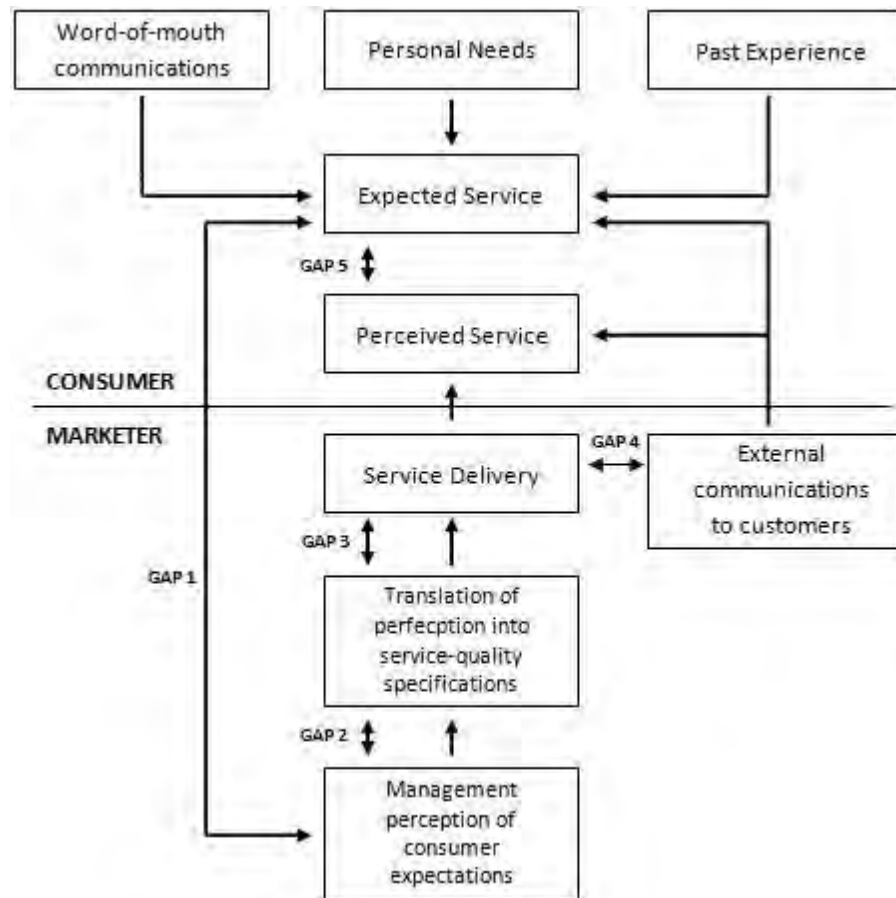 Word-of-mouth
communications
Personal Needs
Past Experience
Expected Service
GAP 5
Perceived Service
CONSUMER
MARKETER
GAP 4
Service Delivery
External
communications
to customers
GAP 3
GAP 1
Translation of
perfecption into
service-quality
specifications
GAP 2
Management
perception of
consumer
expectations